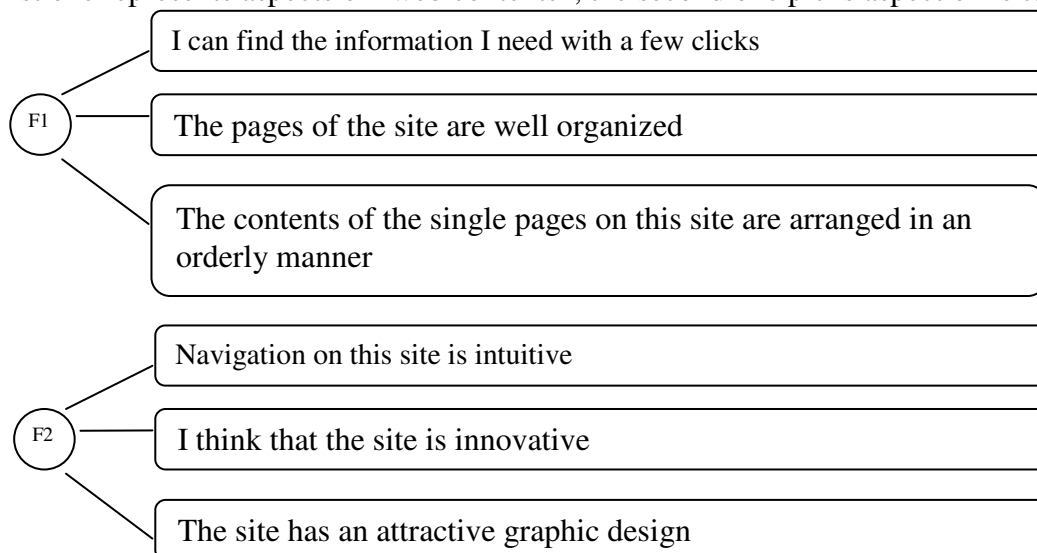 I can find the information I need with a few clicks
F1
The pages of the site are well organized
The contents of the single pages on this site are arranged in an
orderly manner
Navigation on this site is intuitive
F2
I think that the site is innovative
The site has an attractive graphic design